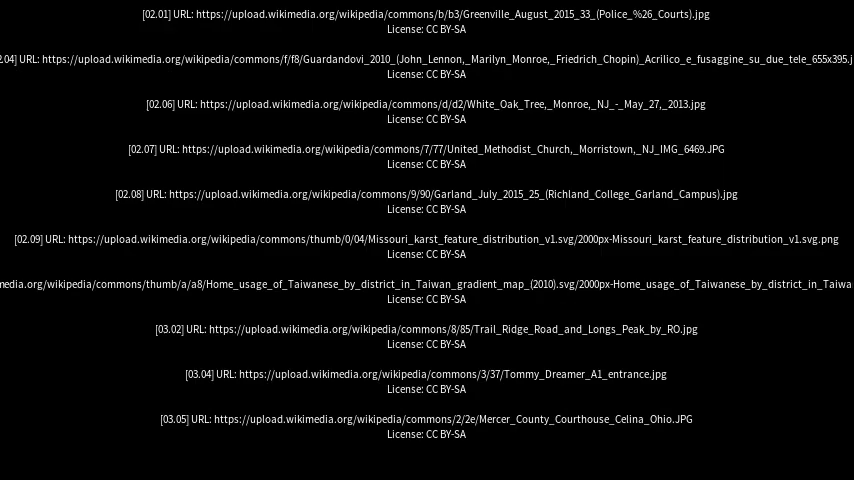 [02.01] URL: https://upload.wikimedia.org/wikipedia/commons/b/b3/Greenville_August_2015_33_(Police_%26_Courts).jpg
License: CC BY-SA
2.04] URL: https://upload.wikimedia.org/wikipedia/commons/f/f8/Guardandovi_2010_(John_Lennon,_Marilyn_Monroe,_Friedrich_Chopin)_Acrilico_e_fusaggine_su_due_tele_655x395.j
License: CC BY-SA
[02.06] URL: https://upload.wikimedia.org/wikipedia/commons/d/d2/White_Oak_Tree,_Monroe,_NJ_-_May_27,_2013.jpg
License: CC BY-SA
[02.07] URL: https://upload.wikimedia.org/wikipedia/commons/7/77/United_Methodist_Church,_Morristown,_NJ_IMG_6469.JPG
License: CC BY-SA
[02.08] URL: https://upload.wikimedia.org/wikipedia/commons/9/90/Garland_July_2015_25_(Richland_College_Garland_Campus).jpg
License: CC BY-SA
[02.09] URL: https://upload.wikimedia.org/wikipedia/commons/thumb/0/04/Missouri_karst_feature_distribution_v1.svg/2000px-Missouri_karst_feature_distribution_v1.svg.png
License: CC BY-SA
media.org/wikipedia/commons/thumb/a/a8/Home_usage_of_Taiwanese_by_district_in_Taiwan_gradient_map_(2010).svg/2000px-Home_usage_of_Taiwanese_by_district_in_Taiwa
License: CC BY-SA
[03.02] URL: https://upload.wikimedia.org/wikipedia/commons/8/85/Trail_Ridge_Road_and_Longs_Peak_by_RO.jpg
License: CC BY-SA
[03.04] URL: https://upload.wikimedia.org/wikipedia/commons/3/37/Tommy_Dreamer_A1_entrance.jpg
License: CC BY-SA
[03.05] URL: https://upload.wikimedia.org/wikipedia/commons/2/2e/Mercer_County_Courthouse_Celina_Ohio.JPG
License: CC BY-SA